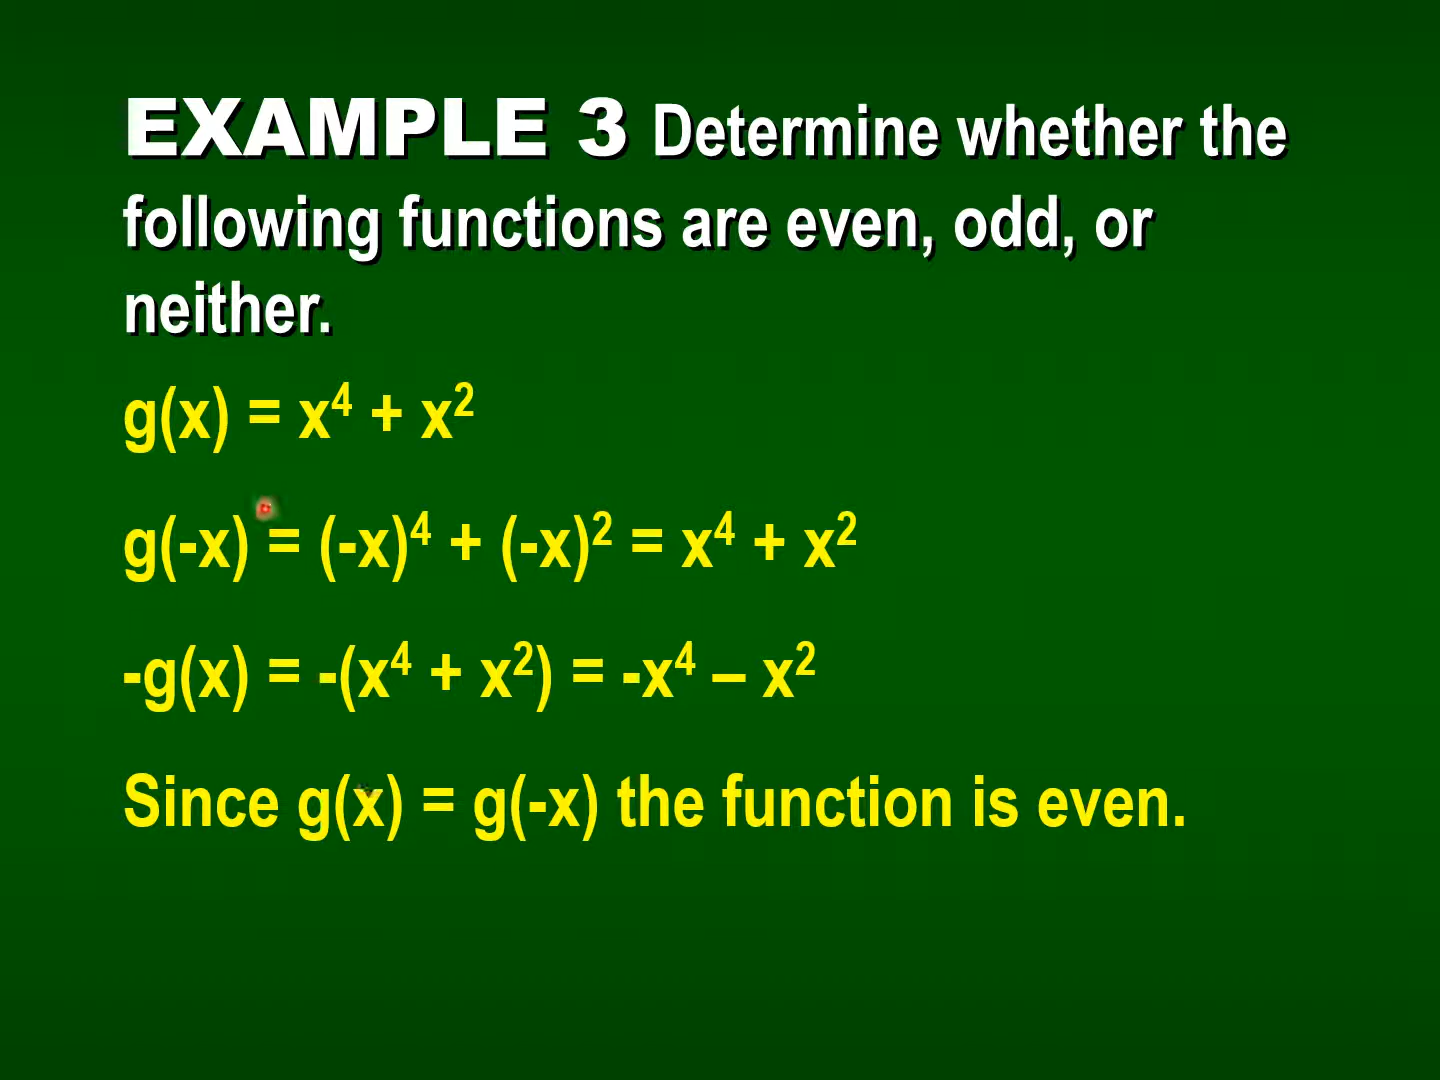 EXAMPLE 3 Determine whether the
following functions are even, odd, or
neither.
g(x) = x⁴ + x²
g(-x) = (-x)⁴ + (-x)² = x⁴ + x²
-g(x) = -(x⁴ + x²) = -x⁴ – x²
Since g(x) = g(-x) the function is even.